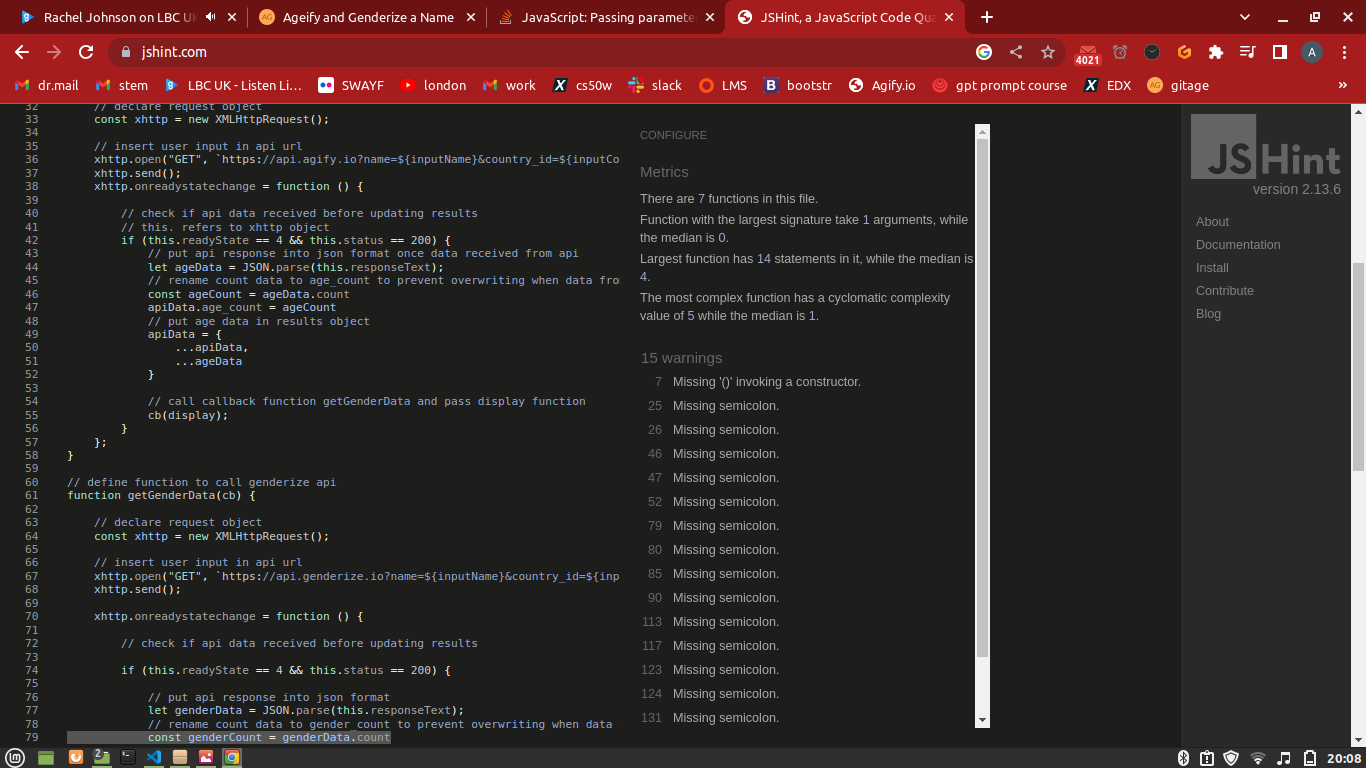 Rachel Johnson on LBC UK
Ageify and Genderize a Name
JavaScript: Passing paramete
JSHint, a JavaScript Code Qua
jshint.com
4021
A
dr.mail
stem
LBC UK - Listen Li…
SWAYF
london
work
cs50w
slack
LMS
bootstr
Agify.io
gpt prompt course
EDX
gitage
»
32 // declare request object
33 const xhttp = new XMLHttpRequest();
34
35 // insert user input in api url
36 xhttp.open("GET", `https://api.agify.io?name=${inputName}&country_id=${inputCo
37 xhttp.send();
38 xhttp.onreadystatechange = function () {
39
40 // check if api data received before updating results
41 // this. refers to xhttp object
42 if (this.readyState == 4 && this.status == 200) {
43 // put api response into json format once data received from api
44 let ageData = JSON.parse(this.responseText);
45 // rename count data to age_count to prevent overwriting when data fro
46 const ageCount = ageData.count
47 apiData.age_count = ageCount
48 // put age data in results object
49 apiData = {
50 ...apiData,
51 ...ageData
52 }
53
54 // call callback function getGenderData and pass display function
55 cb(display);
56 }
57 };
58 }
59
60 // define function to call genderize api
61 function getGenderData(cb) {
62
63 // declare request object
64 const xhttp = new XMLHttpRequest();
65
66 // insert user input in api url
67 xhttp.open("GET", `https://api.genderize.io?name=${inputName}&country_id=${inp
68 xhttp.send();
69
70 xhttp.onreadystatechange = function () {
71
72 // check if api data received before updating results
73
74 if (this.readyState == 4 && this.status == 200) {
75
76 // put api response into json format
77 let genderData = JSON.parse(this.responseText);
78 // rename count data to gender_count to prevent overwriting when data
79 const genderCount = genderData.count
CONFIGURE
Metrics
There are 7 functions in this file.
Function with the largest signature take 1 arguments, while
the median is 0.
Largest function has 14 statements in it, while the median is
4.
The most complex function has a cyclomatic complexity
value of 5 while the median is 1.
15 warnings
7 Missing '()' invoking a constructor.
25 Missing semicolon.
26 Missing semicolon.
46 Missing semicolon.
47 Missing semicolon.
52 Missing semicolon.
79 Missing semicolon.
80 Missing semicolon.
85 Missing semicolon.
90 Missing semicolon.
113 Missing semicolon.
117 Missing semicolon.
123 Missing semicolon.
124 Missing semicolon.
131 Missing semicolon.
JSHint
version 2.13.6
About
Documentation
Install
Contribute
Blog
2
20:08